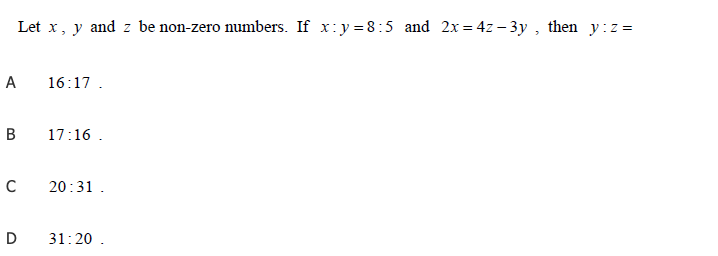 Let x, y and z be non-zero numbers. If x : y = 8 : 5 and 2x = 4z – 3y , then y : z =
A 16 : 17 .
B 17 : 16 .
C 20 : 31 .
D 31 : 20 .